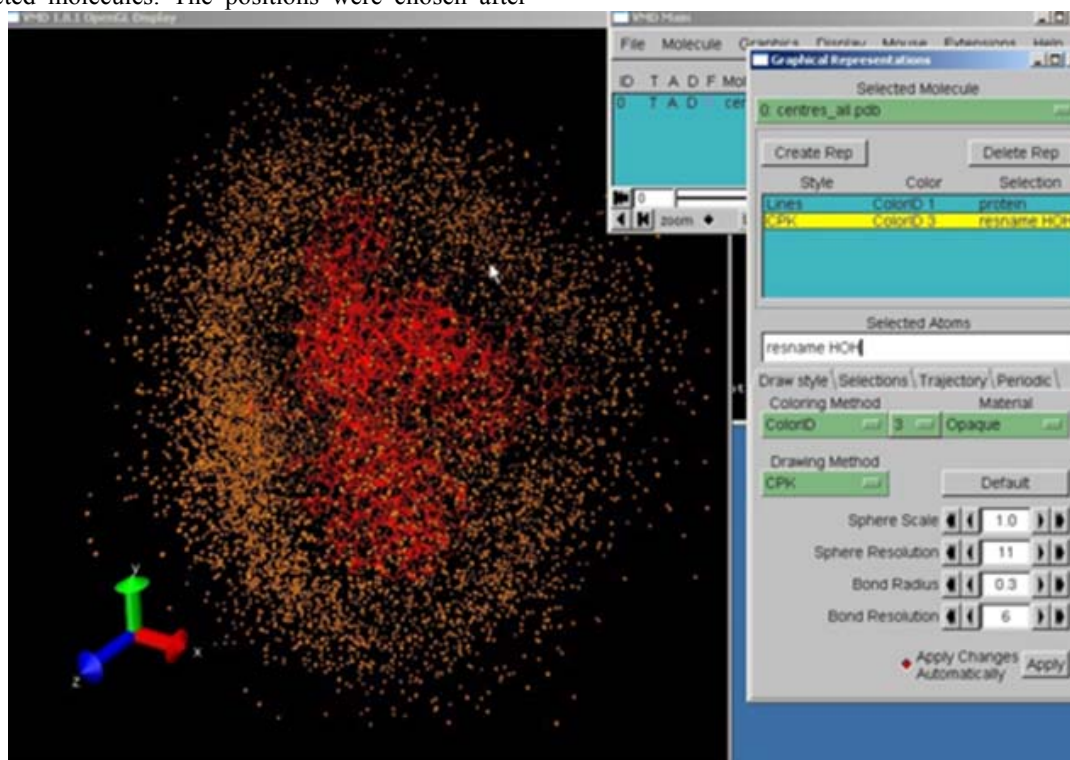 cted molecules. The positions were chosen after
VMD 1.8.1 OpenGL Display
VMD Main
File Molecule Graphics Display Mouse Extensions Help
Graphical Representations
ID T A D F Mol
0 T A D F cen
0
zoom
Selected Molecule
0: centres_all.pdb
Create Rep Delete Rep
Style Color Selection
Lines ColorID 1 protein
CPK ColorID 3 resname HOH
Selected Atoms
resname HOH
Draw style Selections Trajectory Periodic
Coloring Method Material
ColorID 3 Opaque
Drawing Method
CPK Default
Sphere Scale 1.0
Sphere Resolution 11
Bond Radius 0.3
Bond Resolution 6
Apply Changes
Automatically Apply
y
x
z